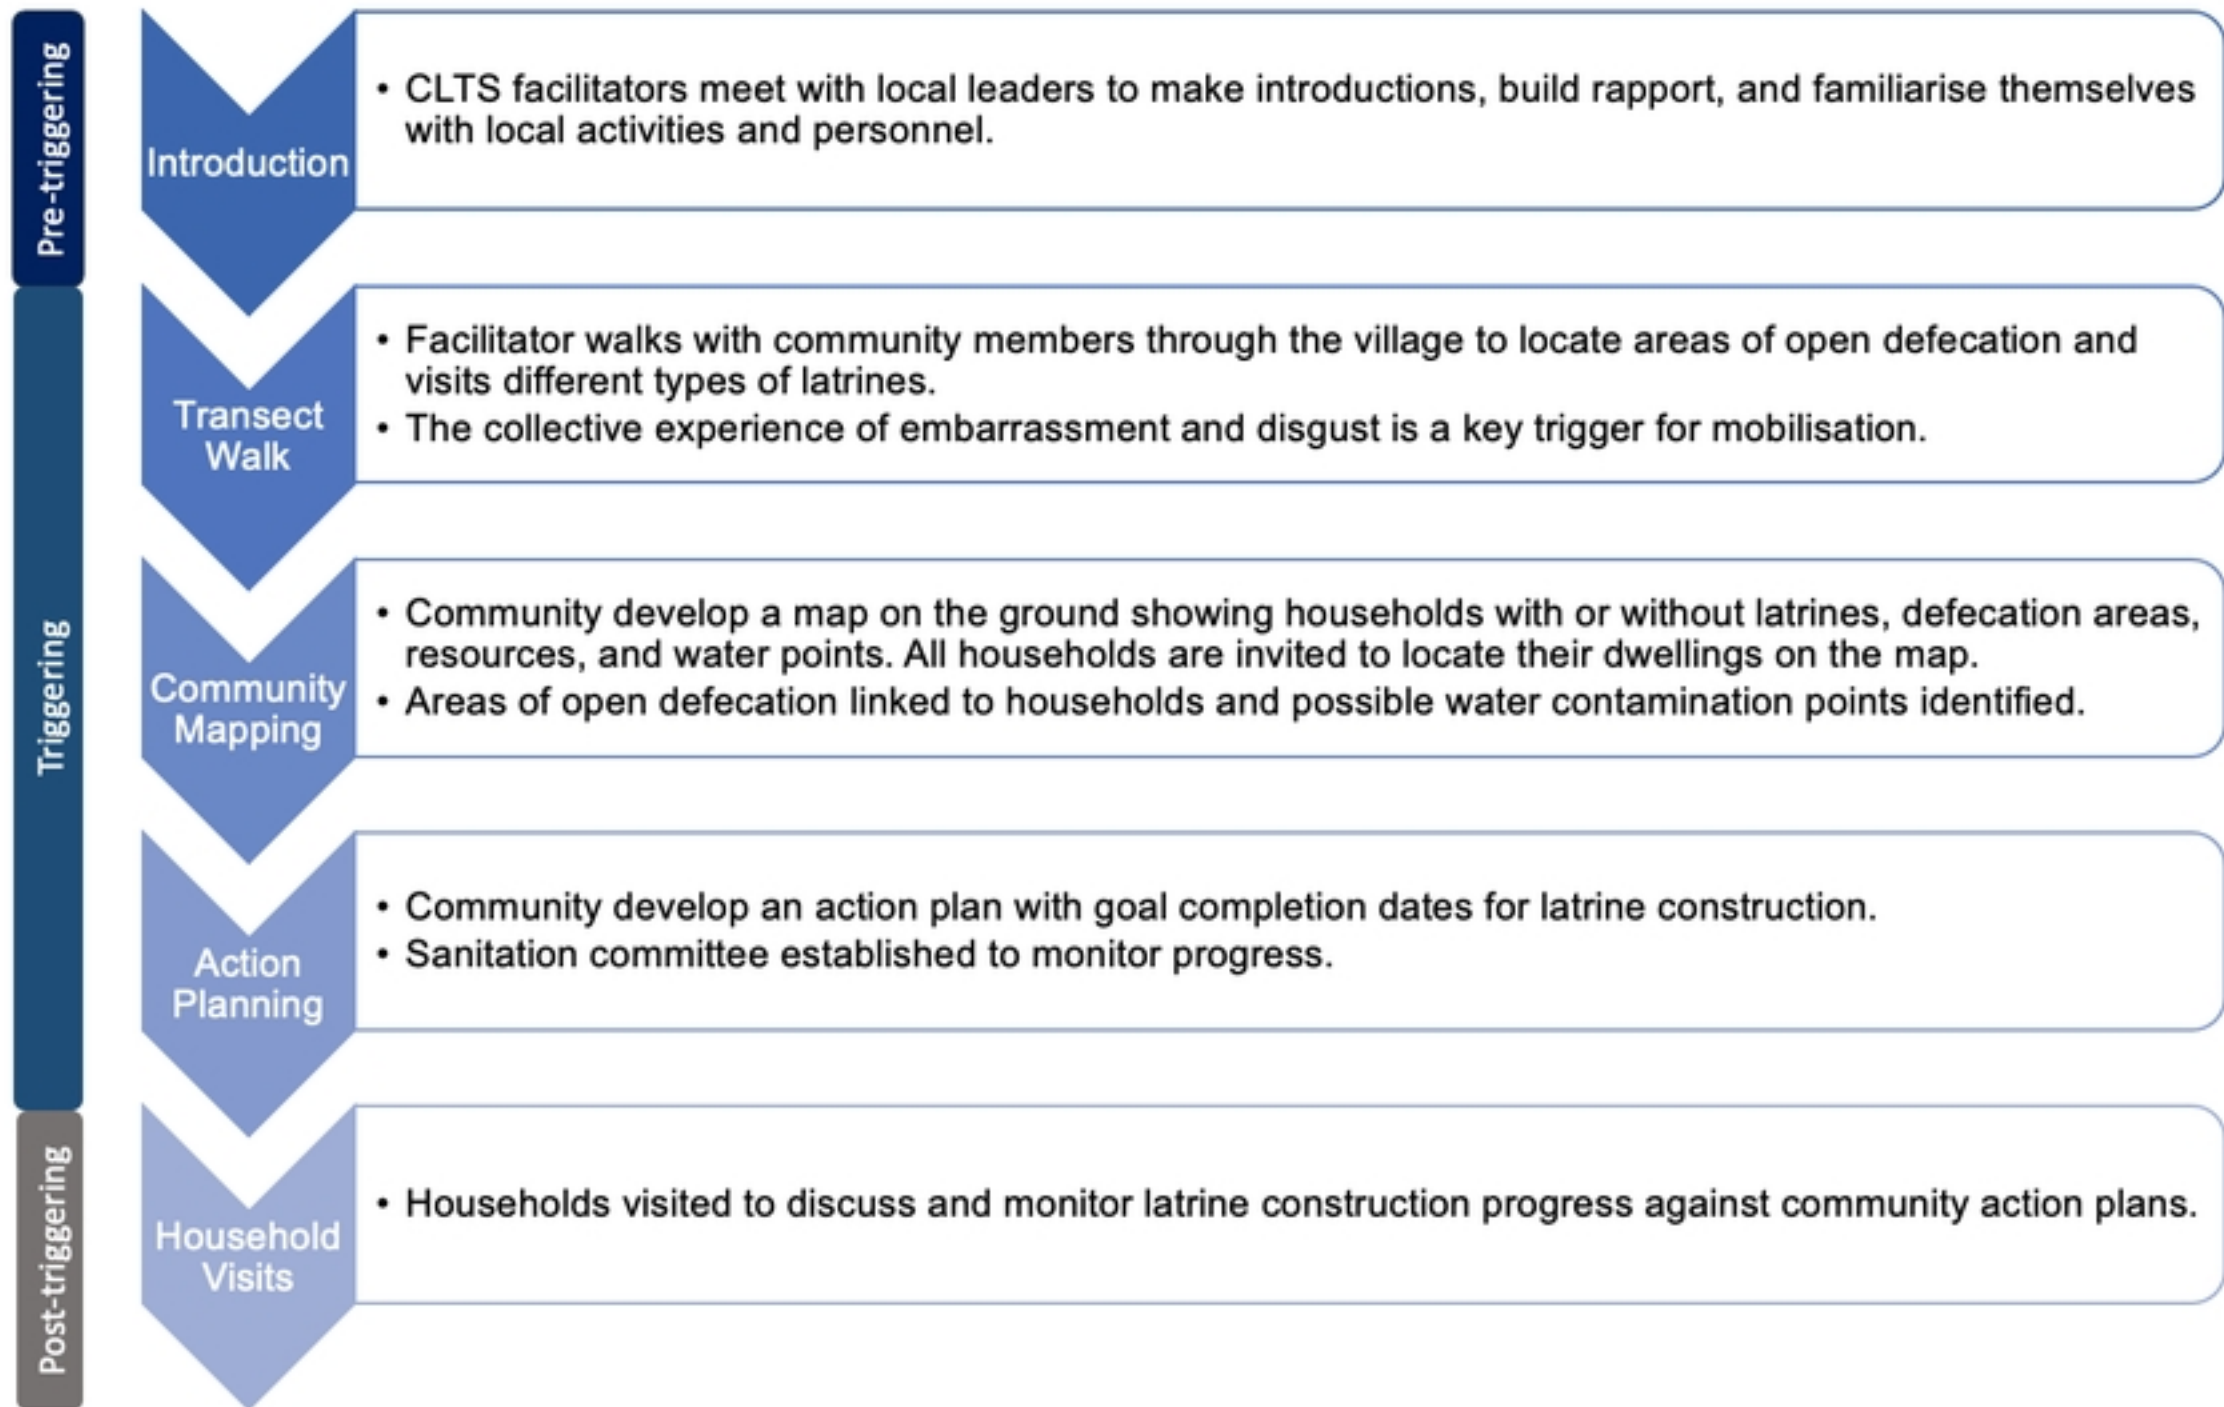 Pre-triggering
Introduction
• CLTS facilitators meet with local leaders to make introductions, build rapport, and familiarise themselves
with local activities and personnel.
Triggering
Transect
Walk
• Facilitator walks with community members through the village to locate areas of open defecation and
visits different types of latrines.
• The collective experience of embarrassment and disgust is a key trigger for mobilisation.
Community
Mapping
• Community develop a map on the ground showing households with or without latrines, defecation areas,
resources, and water points. All households are invited to locate their dwellings on the map.
• Areas of open defecation linked to households and possible water contamination points identified.
Action
Planning
• Community develop an action plan with goal completion dates for latrine construction.
• Sanitation committee established to monitor progress.
Post-triggering
Household
Visits
• Households visited to discuss and monitor latrine construction progress against community action plans.